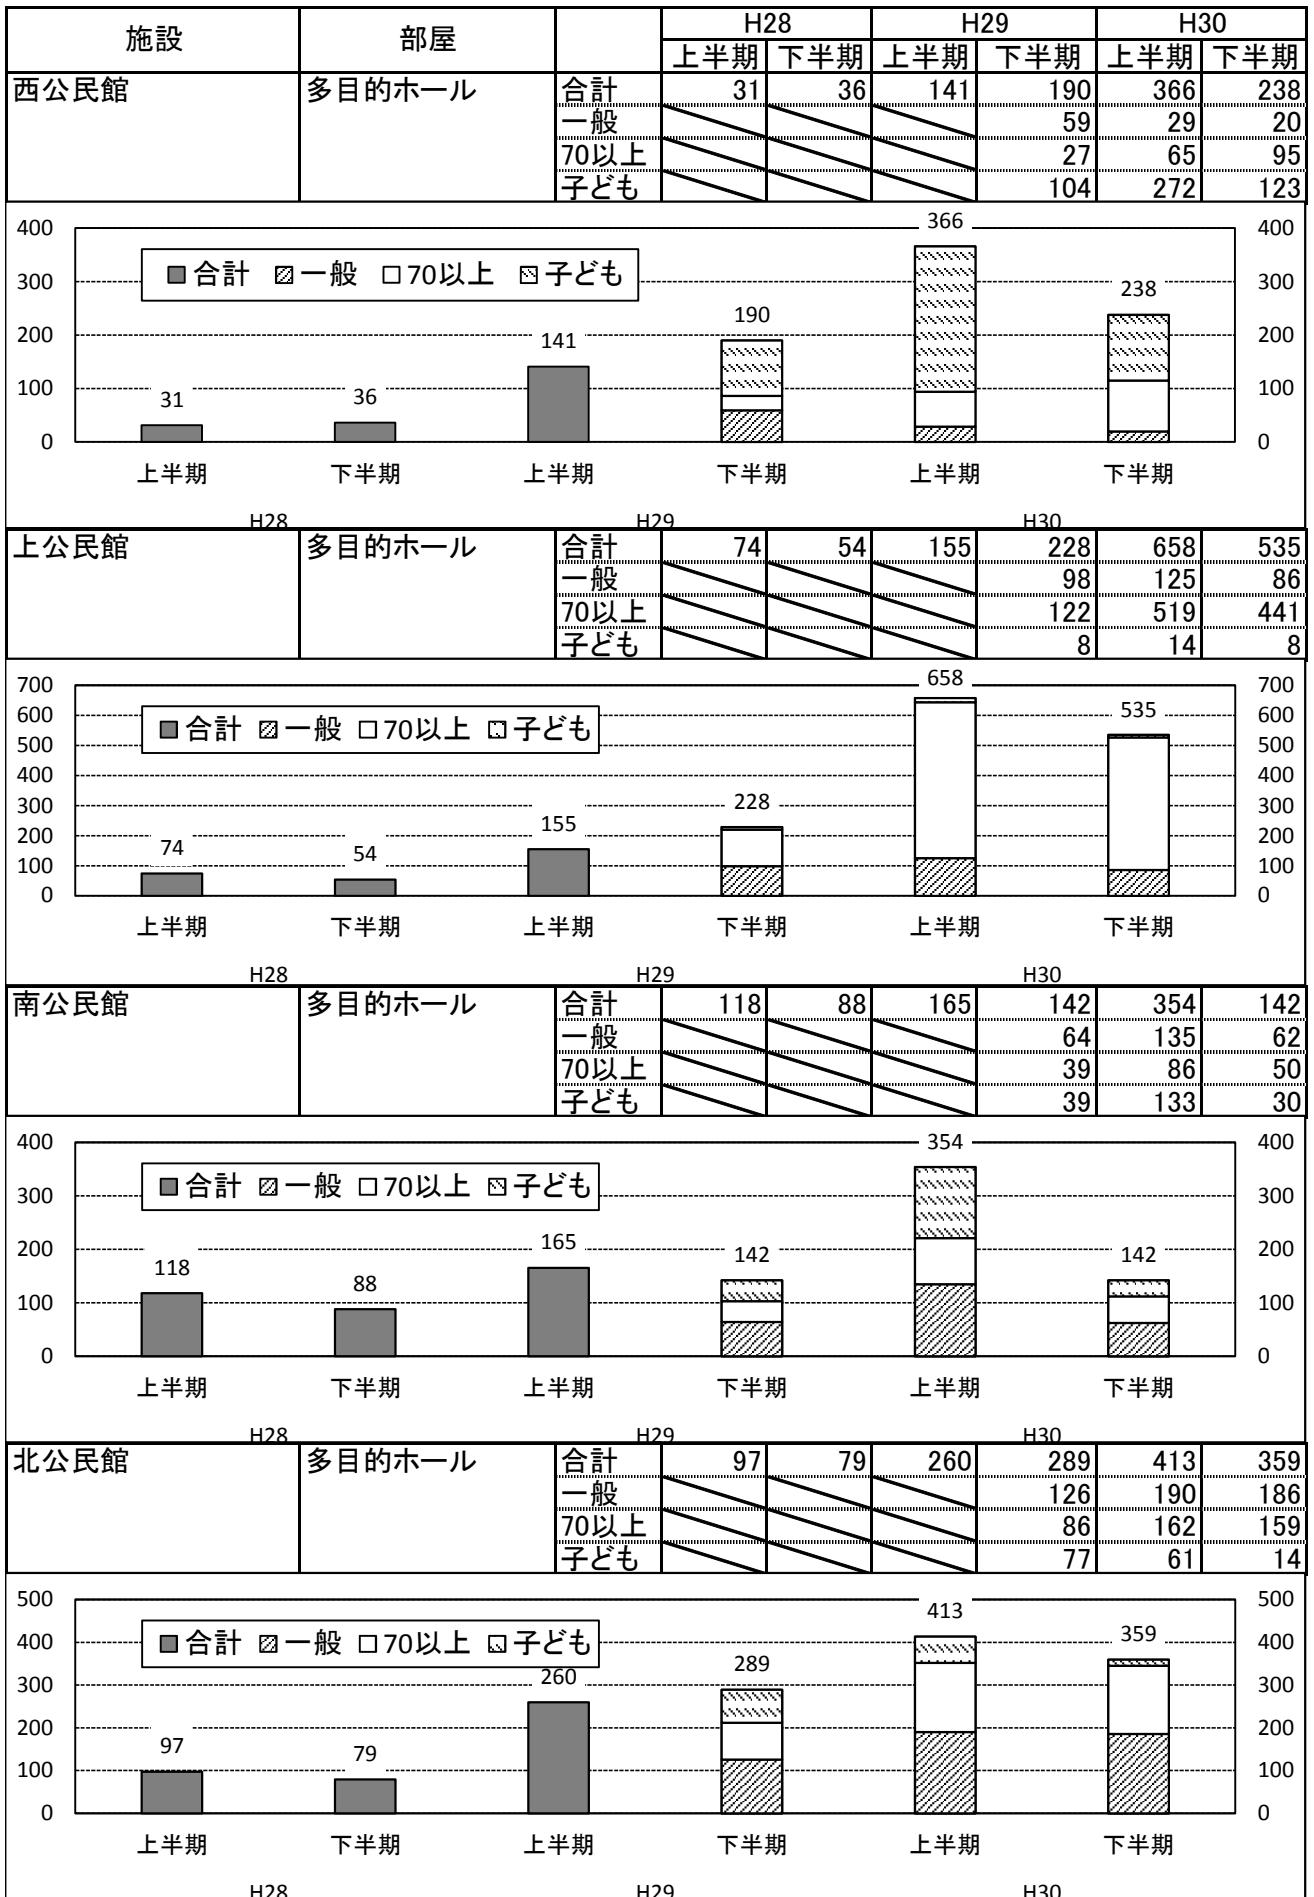 施設 部屋 H28 H29 H30
上半期 下半期 上半期 下半期 上半期 下半期
西公民館 多目的ホール 合計 31 36 141 190 366 238
一般 59 29 20
70以上 27 65 95
子ども 104 272 123
400 366 400
合計 一般 70以上 子ども
300 238 300
200 190 200
141
100 31 36 100
0 0
上半期 下半期 上半期 下半期 上半期 下半期
H28 H29 H30
上公民館 多目的ホール 合計 74 54 155 228 658 535
一般 98 125 86
70以上 122 519 441
子ども 8 14 8
700 658 700
600 535 600
合計 一般 70以上 子ども
500 500
400 400
300 228 300
200 155 200
74 54
100 100
0 0
上半期 下半期 上半期 下半期 上半期 下半期
H28 H29 H30
南公民館 多目的ホール 合計 118 88 165 142 354 142
一般 64 135 62
70以上 39 86 50
子ども 39 133 30
400 354 400
合計 一般 70以上 子ども
300 300
200 165 142 142 200
118 88
100 100
0 0
上半期 下半期 上半期 下半期 上半期 下半期
H28 H29 H30
北公民館 多目的ホール 合計 97 79 260 289 413 359
一般 126 190 186
70以上 86 162 159
子ども 77 61 14
500 413 500
400 359 400
合計 一般 70以上 子ども
300 260 289 300
200 200
97 79
100 100
0 0
上半期 下半期 上半期 下半期 上半期 下半期
H28 H29 H30